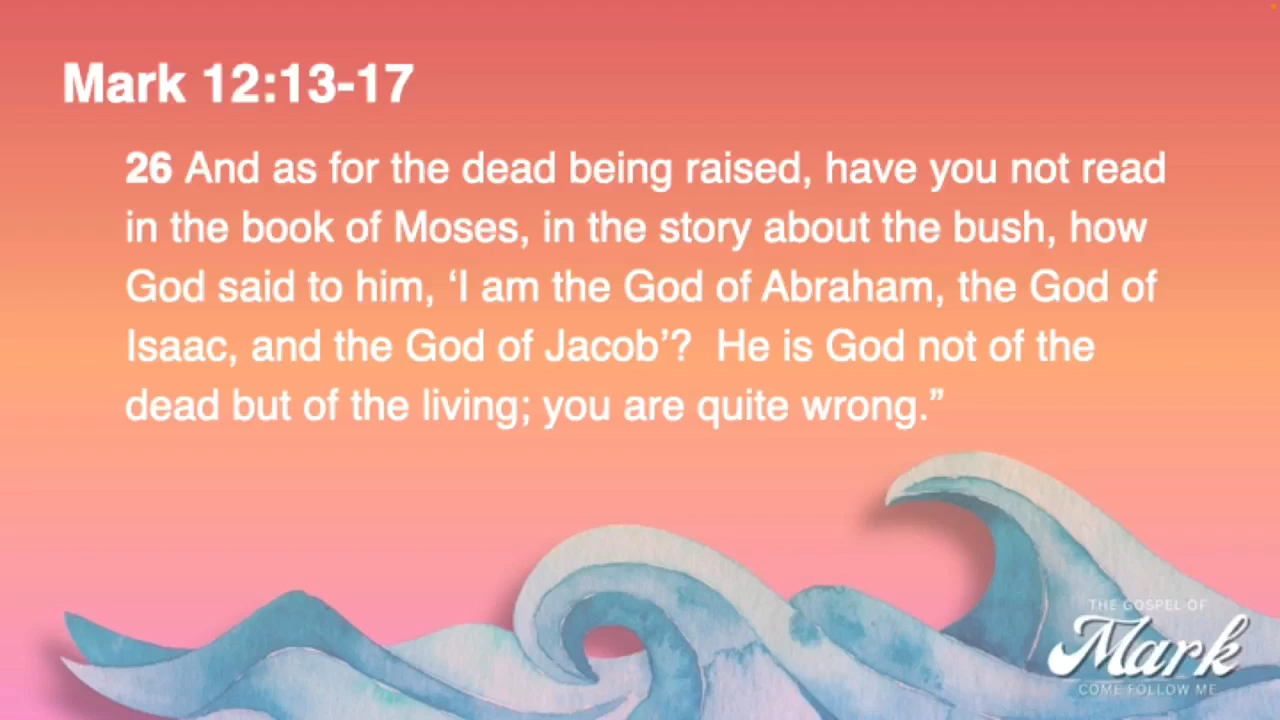 Mark 12:13-17
26 And as for the dead being raised, have you not read
in the book of Moses, in the story about the bush, how
God said to him, ‘I am the God of Abraham, the God of
Isaac, and the God of Jacob’?  He is God not of the
dead but of the living; you are quite wrong.”
THE GOSPEL OF
Mark
COME FOLLOW ME